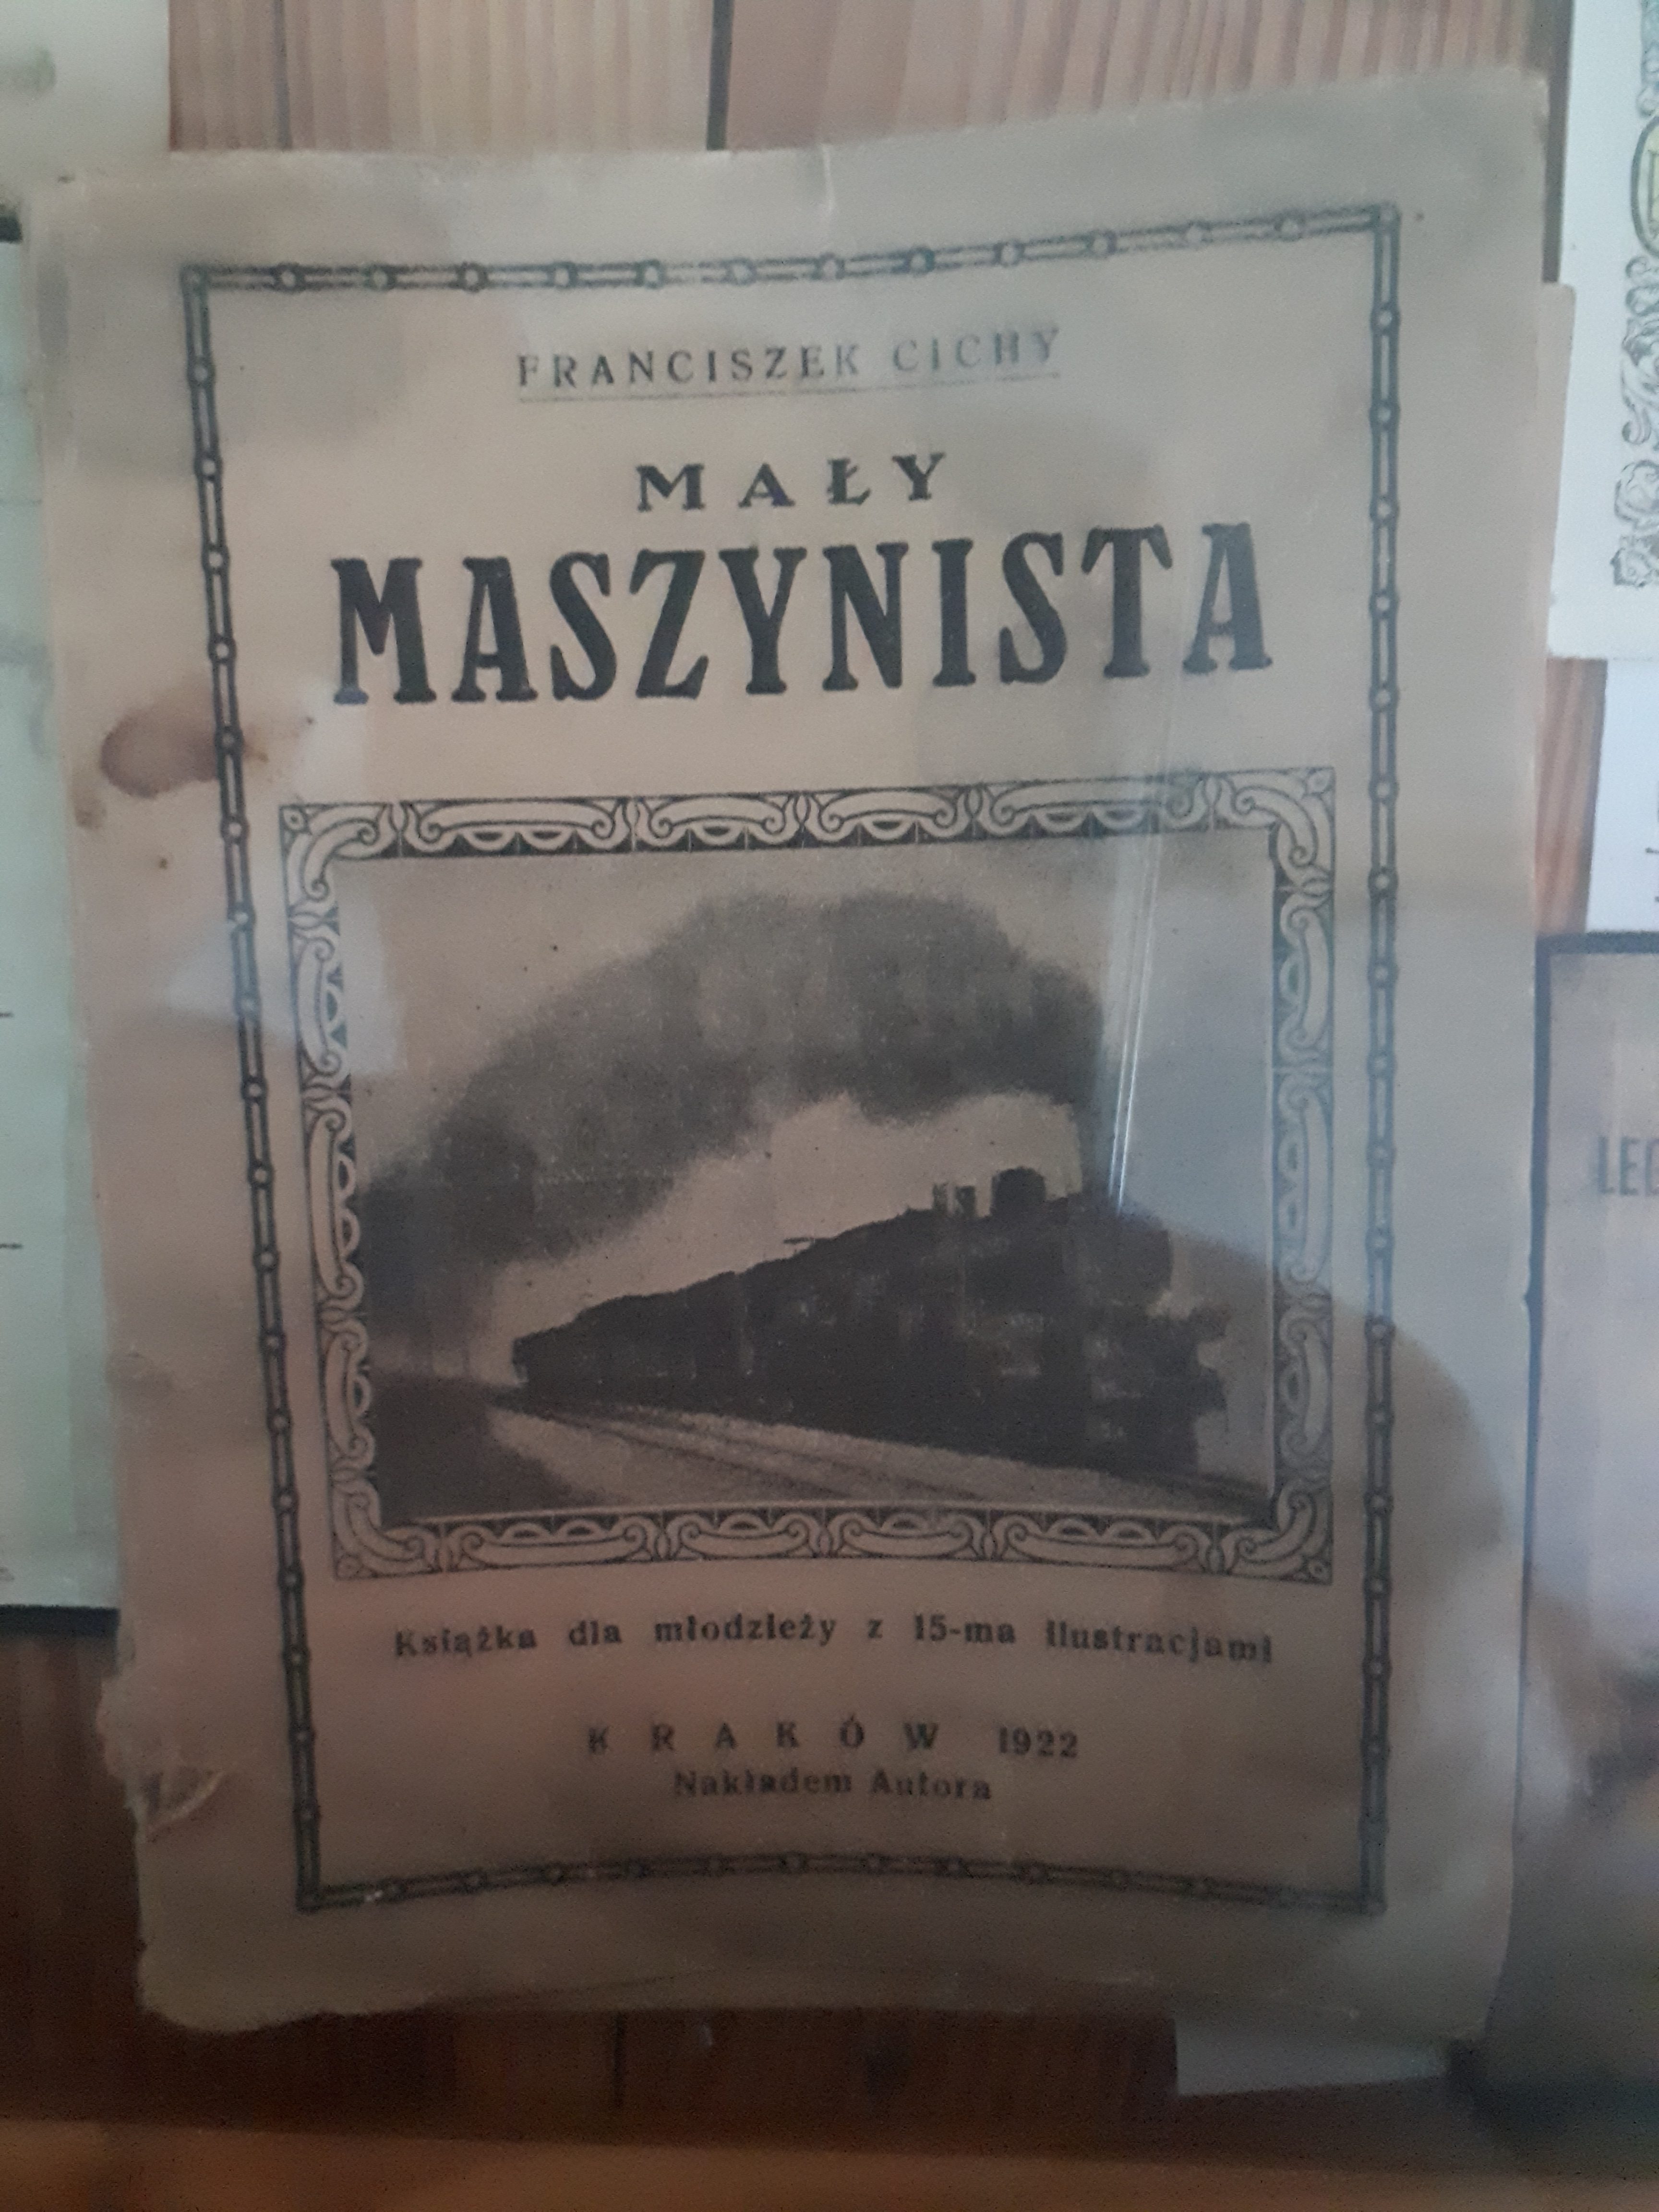 FRANCISZEK CICHY
MAŁY
MASZYNISTA
Książka dla młodzieży z 15-ma ilustracjami
KRAKÓW 1922
Nakładem Autora